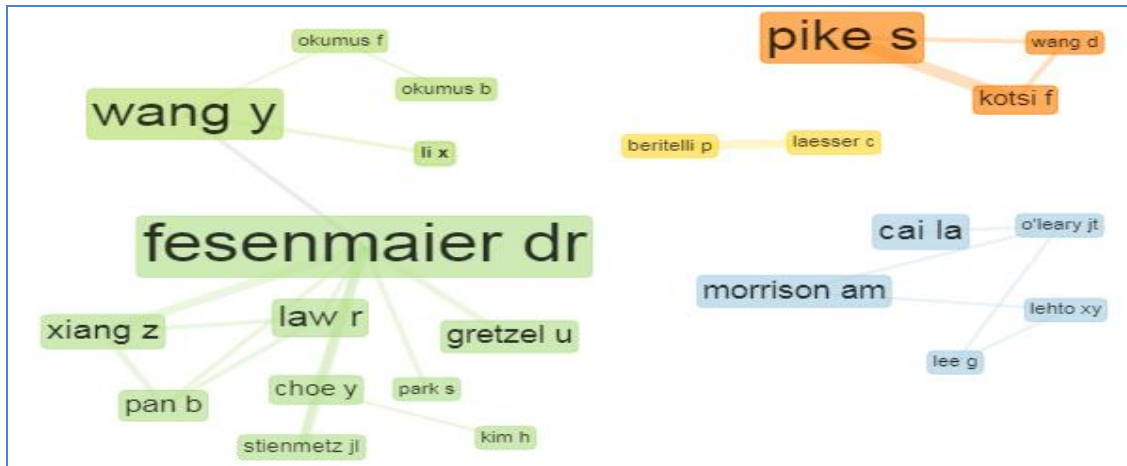 okumus f
okumus b
wang y
li x
fesenmaier dr
xiang z
law r
gretzel u
pan b
choe y
park s
stienmetz jl
kim h
pike s
wang d
kotsi f
beritelli p
laesser c
cai la
o'leary jt
morrison am
lehto xy
lee g